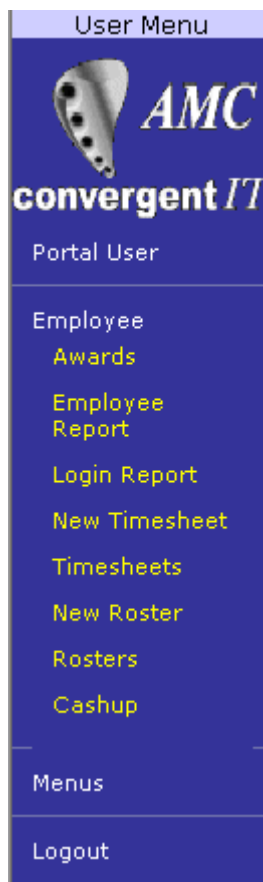 User Menu
AMC
convergent IT
Portal User
Employee
Awards
Employee
Report
Login Report
New Timesheet
Timesheets
New Roster
Rosters
Cashup
Menus
Logout